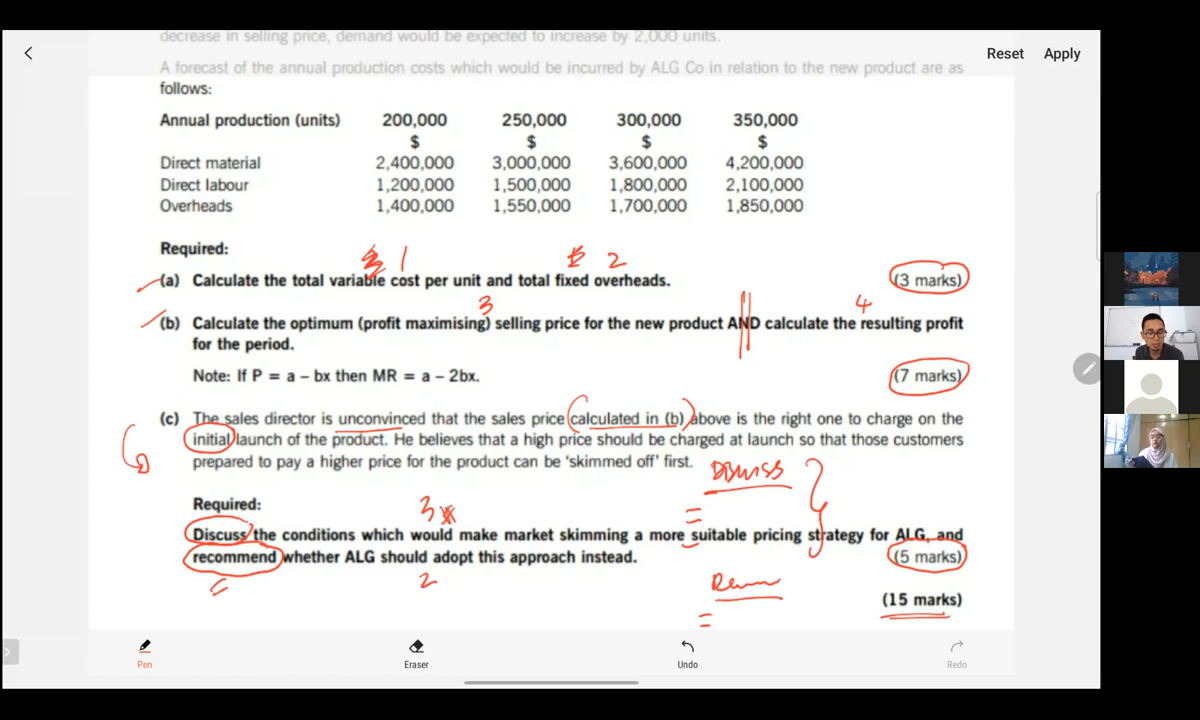 decrease in selling price, demand would be expected to increase by 2,000 units.
Reset Apply
A forecast of the annual production costs which would be incurred by ALG Co in relation to the new product are as
follows:
Annual production (units) 200,000 250,000 300,000 350,000
$ $ $ $
Direct material 2,400,000 3,000,000 3,600,000 4,200,000
Direct labour 1,200,000 1,500,000 1,800,000 2,100,000
Overheads 1,400,000 1,550,000 1,700,000 1,850,000
Required:
1 2
(a) Calculate the total variable cost per unit and total fixed overheads. (3 marks)
3 4
(b) Calculate the optimum (profit maximising) selling price for the new product AND calculate the resulting profit
for the period.
Note: If P = a – bx then MR = a – 2bx. (7 marks)
(c) The sales director is unconvinced that the sales price calculated in (b) above is the right one to charge on the
initial launch of the product. He believes that a high price should be charged at launch so that those customers
prepared to pay a higher price for the product can be 'skimmed off' first.
Discuss
Required:
3
Discuss the conditions which would make market skimming a more suitable pricing strategy for ALG, and
recommend whether ALG should adopt this approach instead. (5 marks)
2
(15 marks)
Pen Eraser Undo Redo